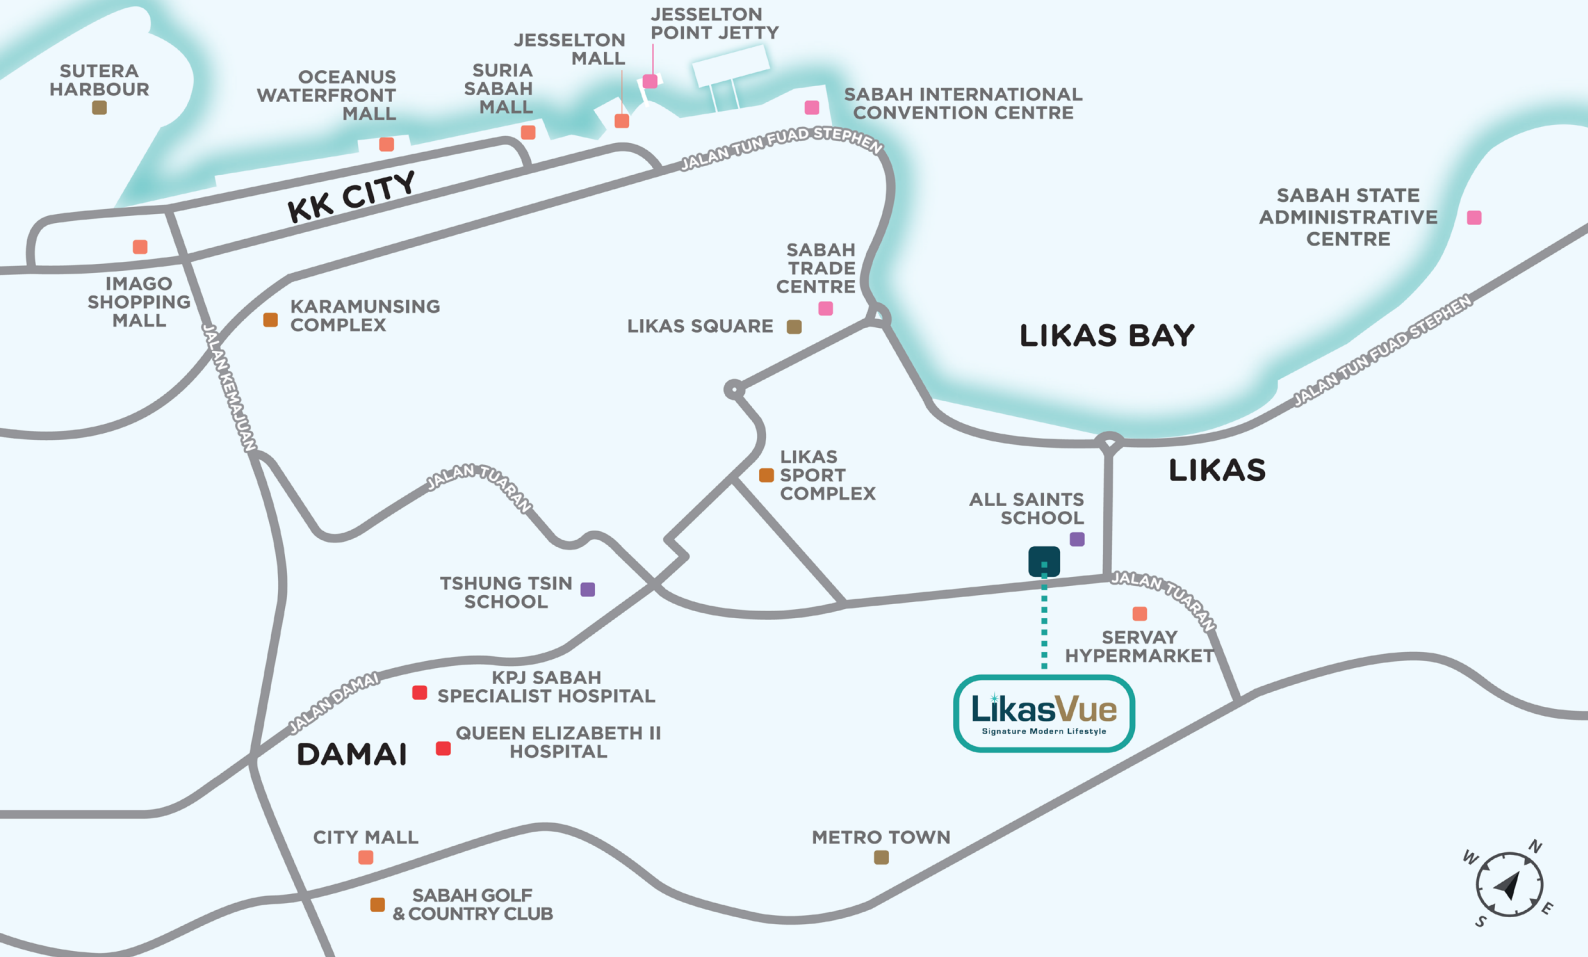 JESSELTON
POINT JETTY
JESSELTON
MALL
SUTERA
HARBOUR
OCEANUS
WATERFRONT
MALL
SURIA
SABAH
MALL
SABAH INTERNATIONAL
CONVENTION CENTRE
JALAN TUN FUAD STEPHEN
KK CITY
SABAH STATE
ADMINISTRATIVE
CENTRE
IMAGO
SHOPPING
MALL
KARAMUNSING
COMPLEX
SABAH
TRADE
CENTRE
LIKAS SQUARE
LIKAS BAY
JALAN TUN FUAD STEPHEN
JALAN KEMAJUAN
JALAN TUARAN
LIKAS
SPORT
COMPLEX
LIKAS
ALL SAINTS
SCHOOL
TSHUNG TSIN
SCHOOL
JALAN TUARAN
SERVAY
HYPERMARKET
JALAN DAMAI
KPJ SABAH
SPECIALIST HOSPITAL
QUEEN ELIZABETH II
HOSPITAL
DAMAI
LikasVue
Signature Modern Lifestyle
CITY MALL
METRO TOWN
SABAH GOLF
& COUNTRY CLUB
N
W
E
S